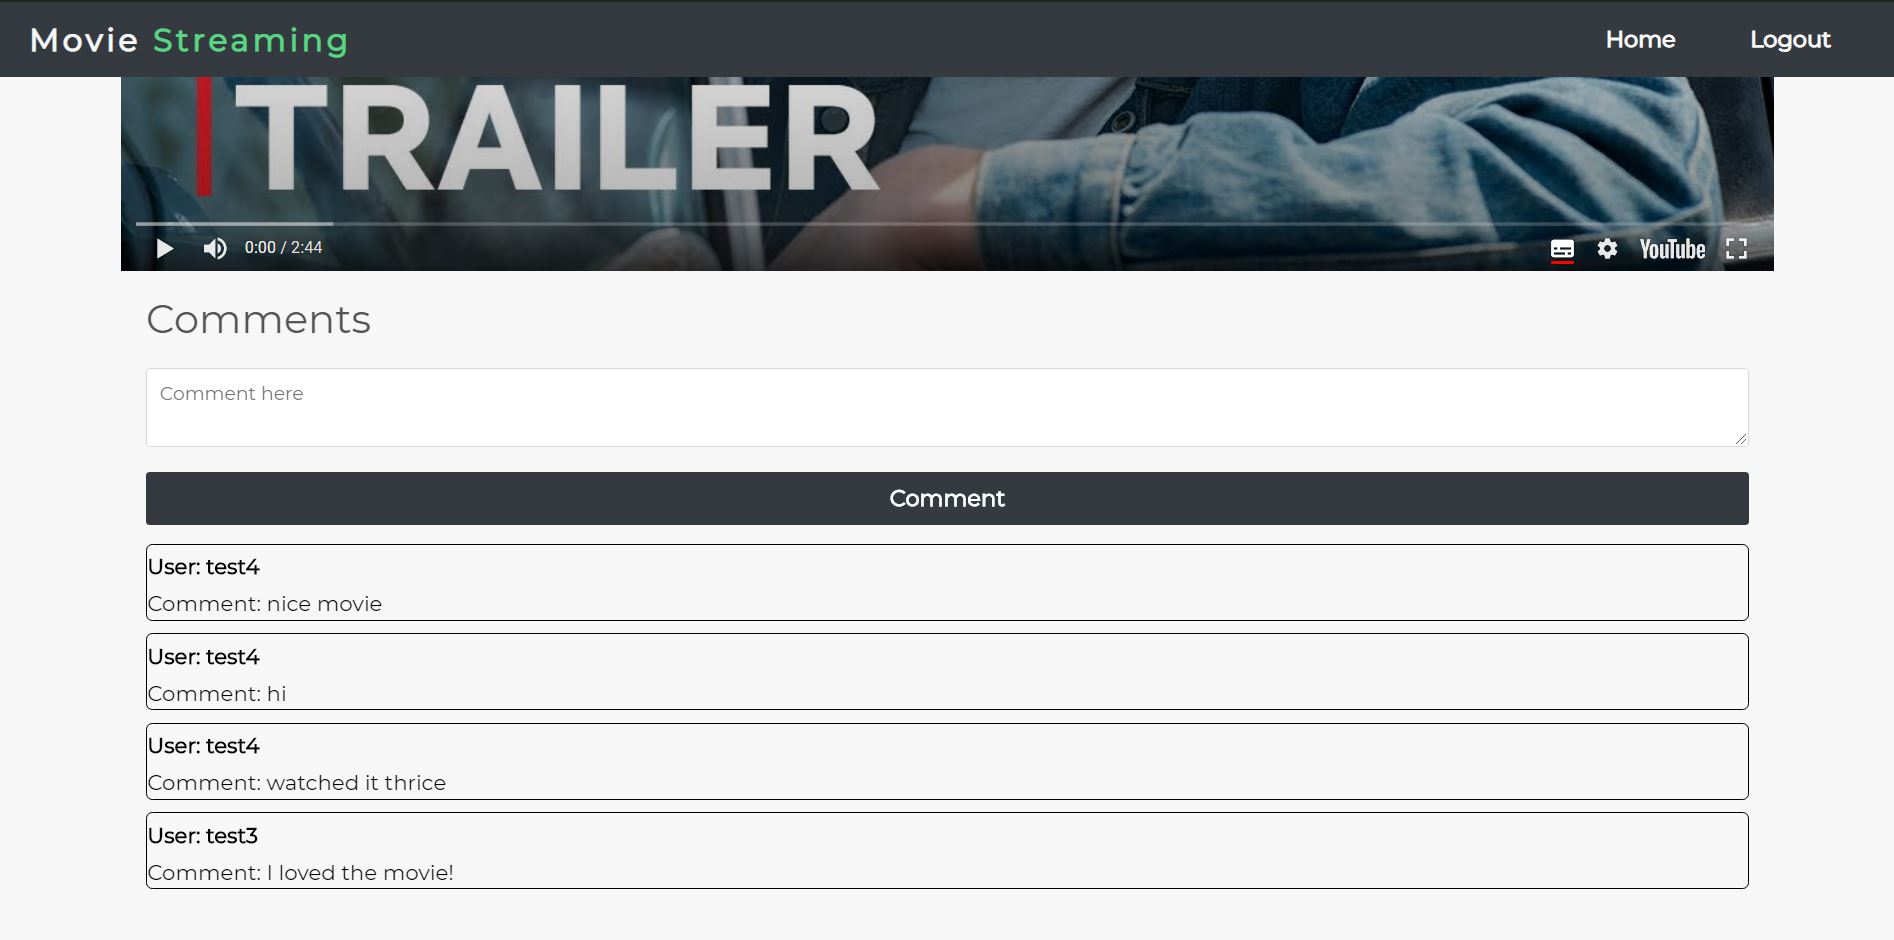 Movie Streaming
Home
Logout
TRAILER
0:00 / 2:44
YouTube
Comments
Comment here
Comment
User: test4
Comment: nice movie
User: test4
Comment: hi
User: test4
Comment: watched it thrice
User: test3
Comment: I loved the movie!